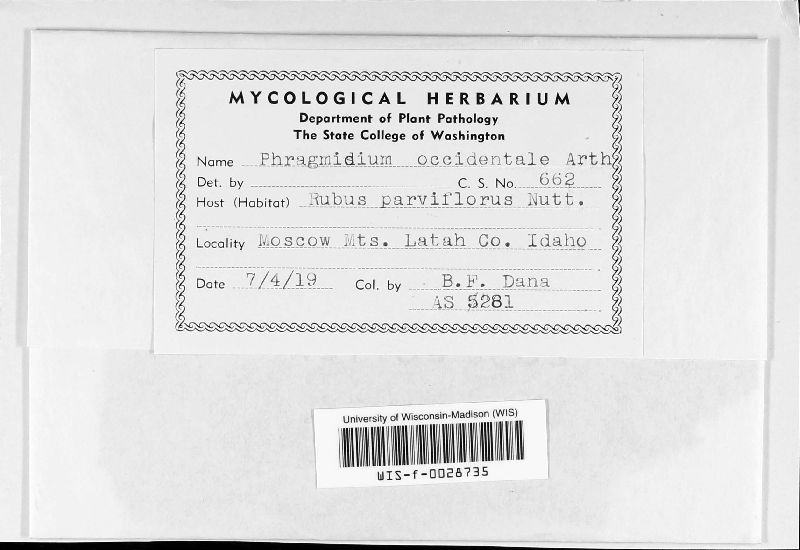 MYCOLOGICAL HERBARIUM
Department of Plant Pathology
The State College of Washington
Name Phragmidium occidentale Arth
Det. by C. S. No. 662
Host (Habitat) Rubus parviflorus Nutt.
Locality Moscow Mts. Latah Co. Idaho
Date 7/4/19 Col. by B.F. Dana
AS 5281
University of Wisconsin-Madison (WIS)
WIS-f-0028735